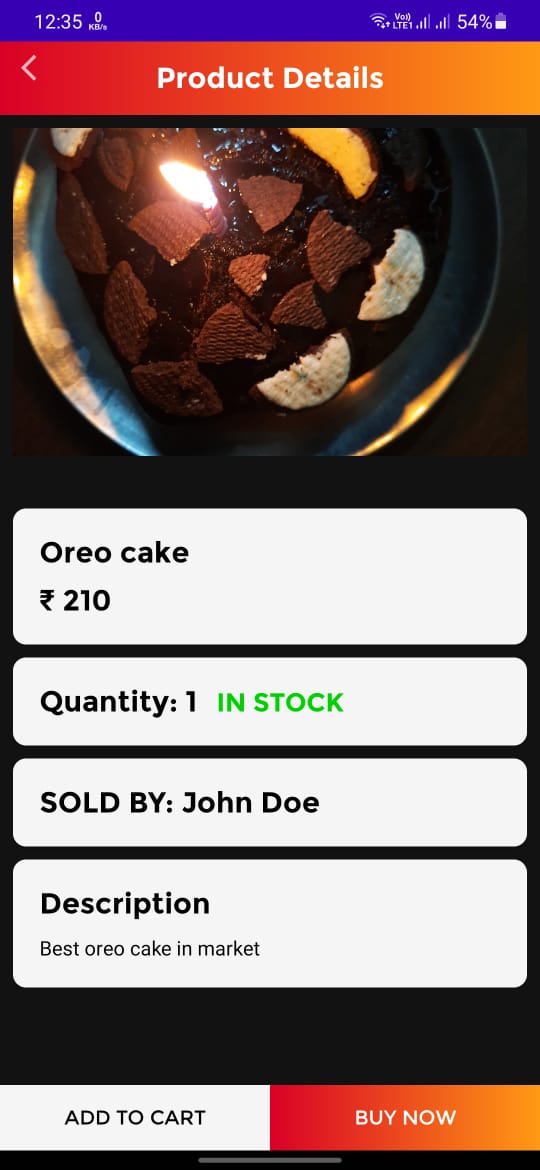 12:35 0 KB/s Vo)) LTE1 54%
Product Details
Oreo cake
₹ 210
Quantity: 1 IN STOCK
SOLD BY: John Doe
Description
Best oreo cake in market
ADD TO CART BUY NOW